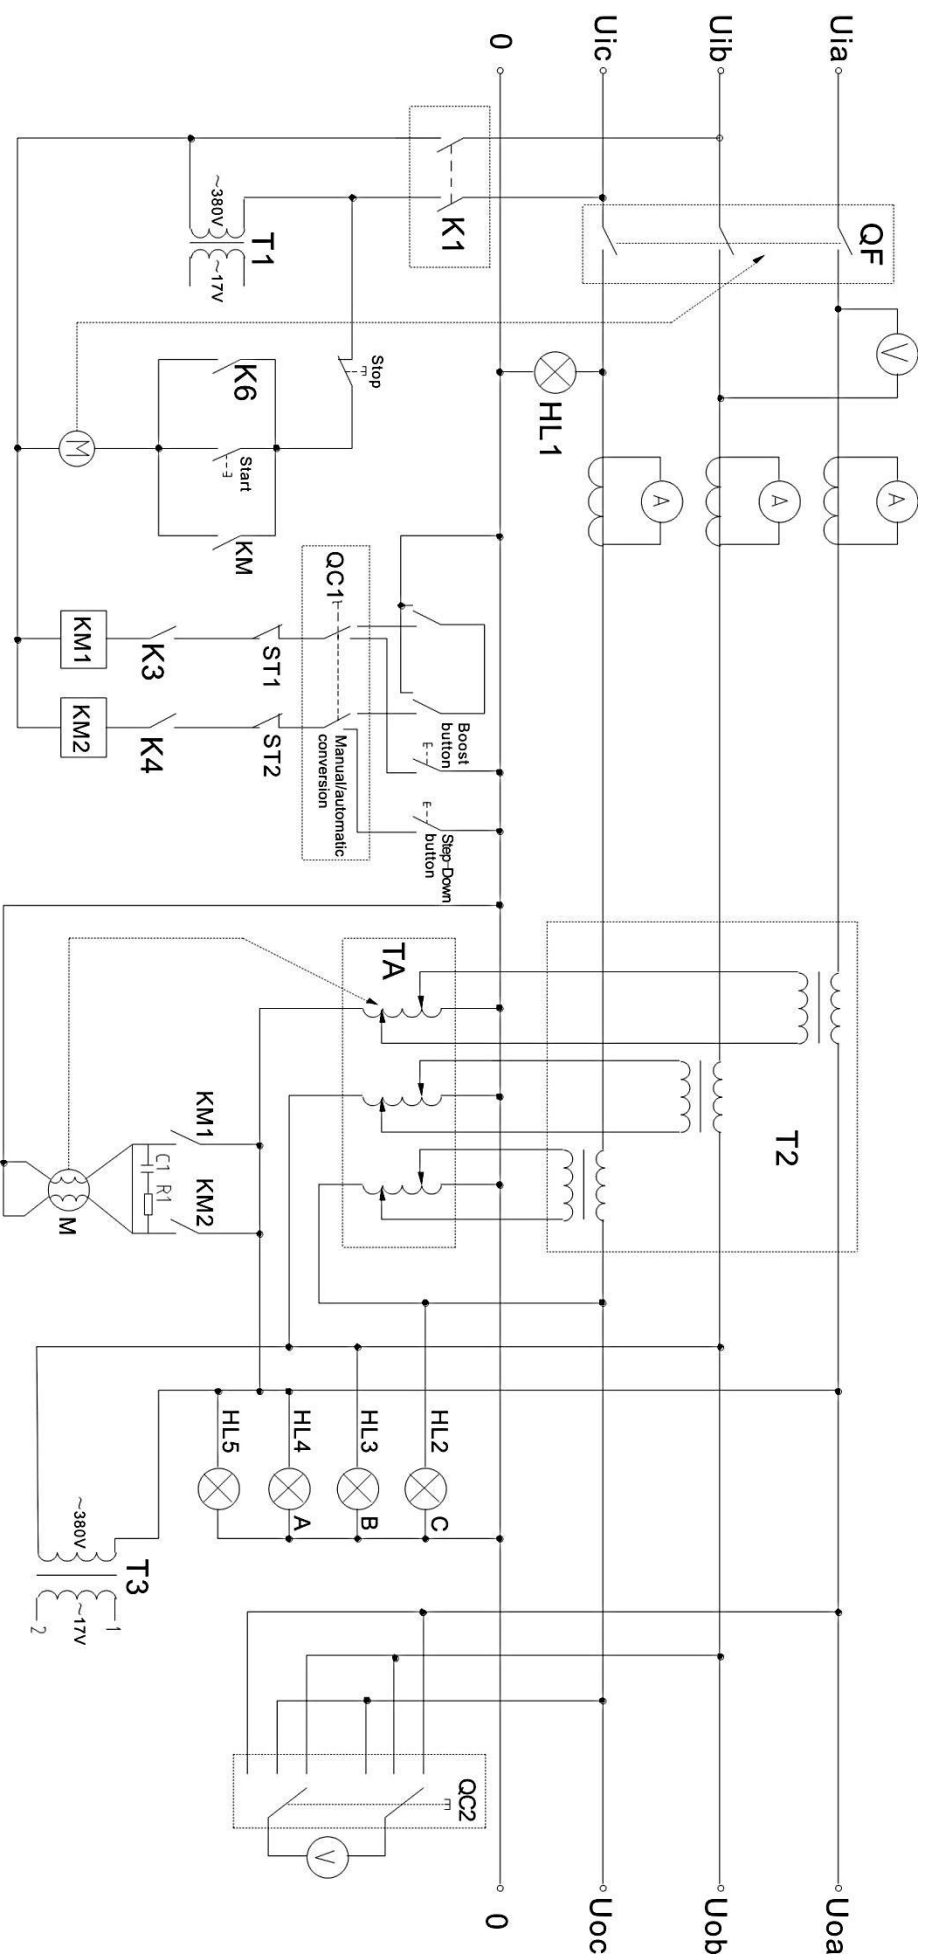 Uia
Uib
Uic
0
QF
V
A
A
A
K1
HL1
~380V
T1
~17V
Stop
K6
Start
KM
M
QC1
Manual/automatic
conversion
Boost
button
Step-Down
button
ST1
ST2
K3
K4
KM1
KM2
T2
TA
KM1
KM2
C1
R1
M
HL2
C
HL3
B
HL4
A
HL5
~380V
T3
~17V
1
2
QC2
V
Uoa
Uob
Uoc
0